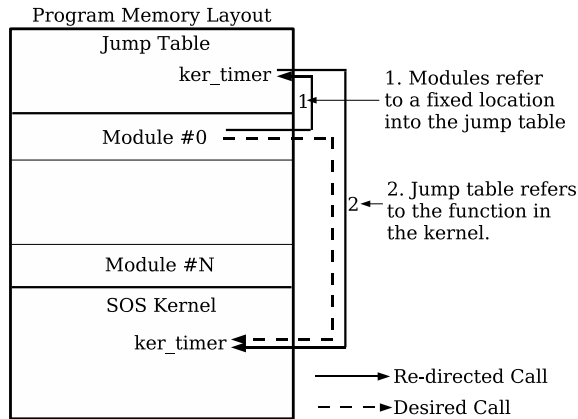 Program Memory Layout
Jump Table
ker_timer
1
1. Modules refer
to a fixed location
into the jump table
Module #0
2
2. Jump table refers
to the function in
the kernel.
Module #N
SOS Kernel
ker_timer
Re-directed Call
Desired Call